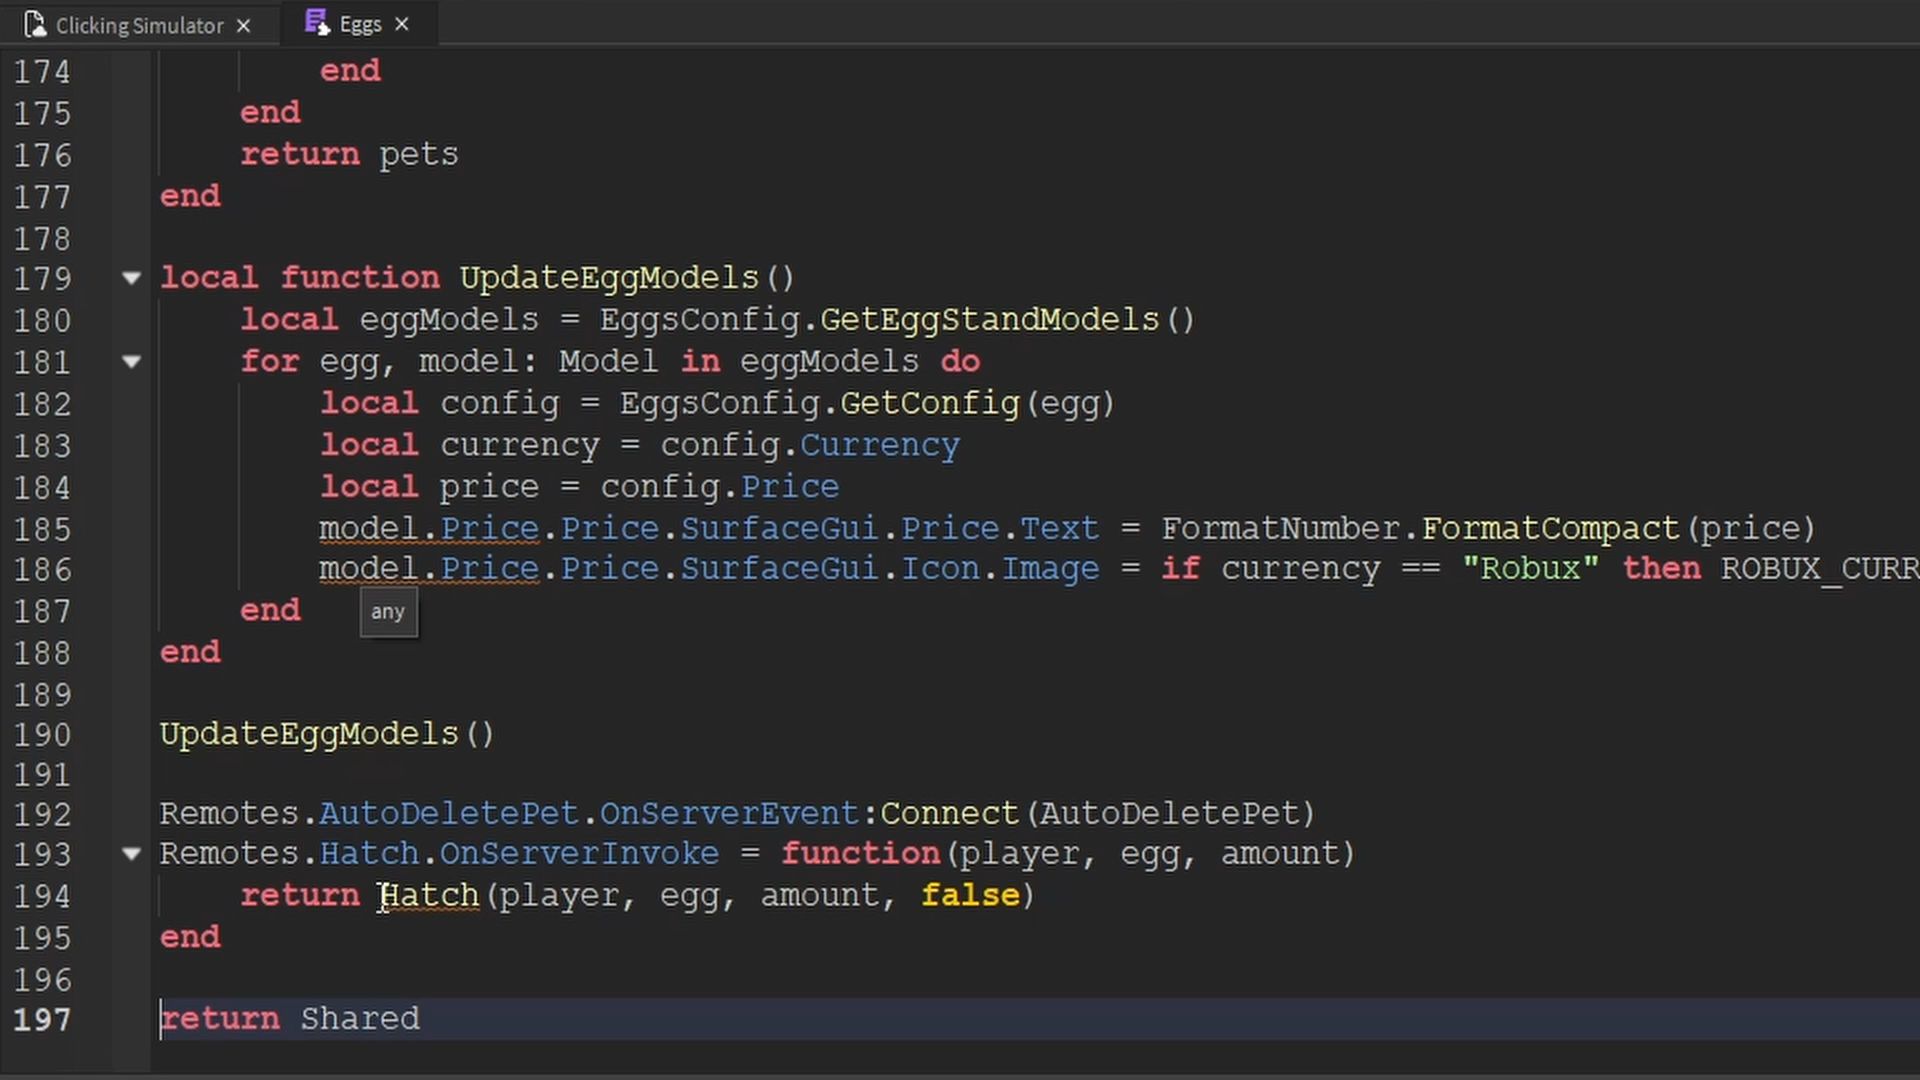 Clicking Simulator × Eggs ×
174 end
175 end
176 return pets
177 end
178
179 local function UpdateEggModels()
180 local eggModels = EggsConfig.GetEggStandModels()
181 for egg, model: Model in eggModels do
182 local config = EggsConfig.GetConfig(egg)
183 local currency = config.Currency
184 local price = config.Price
185 model.Price.Price.SurfaceGui.Price.Text = FormatNumber.FormatCompact(price)
186 model.Price.Price.SurfaceGui.Icon.Image = if currency == "Robux" then ROBUX_CURR
187 end
any
188 end
189
190 UpdateEggModels()
191
192 Remotes.AutoDeletePet.OnServerEvent:Connect(AutoDeletePet)
193 Remotes.Hatch.OnServerInvoke = function(player, egg, amount)
194 return Hatch(player, egg, amount, false)
195 end
196
197 return Shared